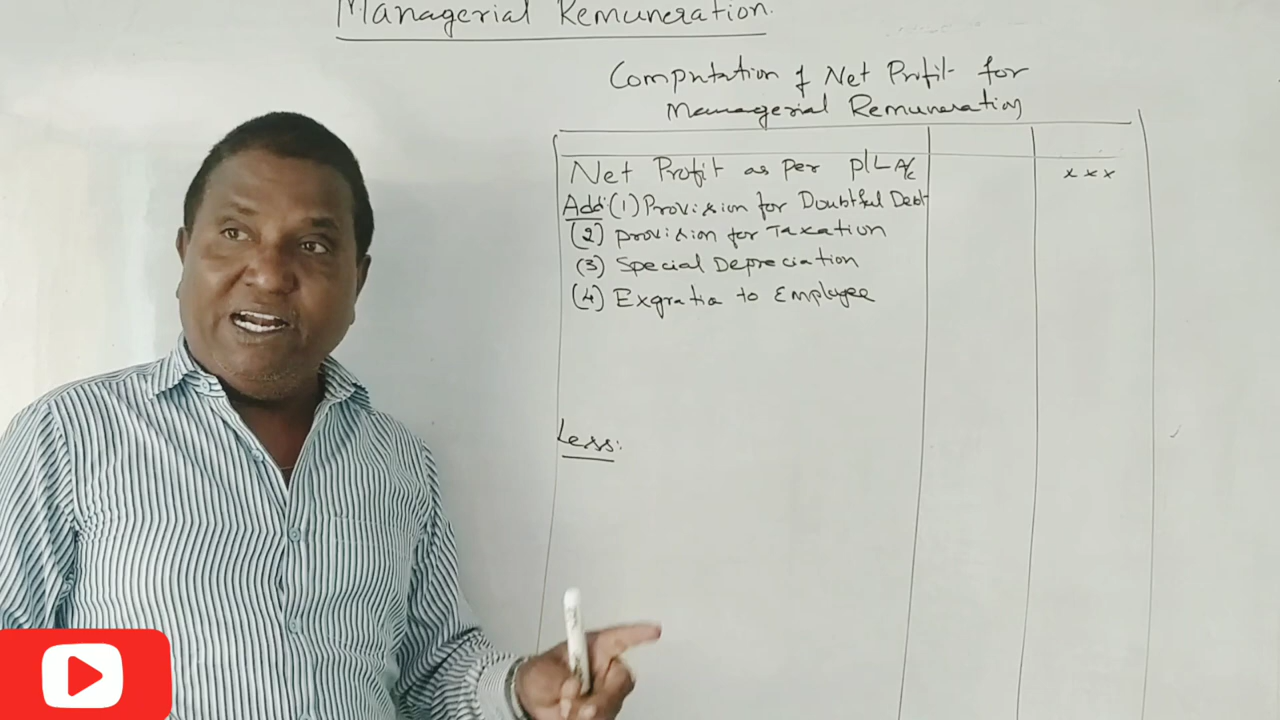 Managerial Remuneration.
Computation of Net Profit for
Managerial Remuneration
Net Profit as per P/L A/c
x x x
Add: (1) Provision for Doubtful Debt
(2) provision for Taxation
(3) Special Depreciation
(4) Exgratia to Employee
Less: